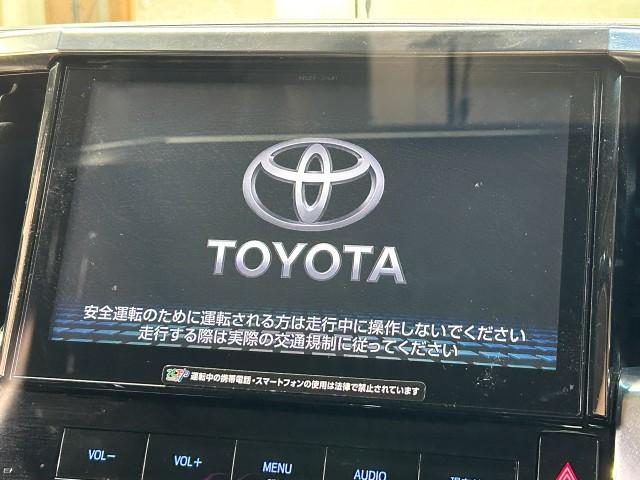 TOYOTA
安全運転のために運転される方は走行中に操作しないでください
走行する際は実際の交通規制に従ってください
運転中の携帯電話・スマートフォンの使用は法律で禁止されています
VOL−
VOL+
MENU
AUDIO